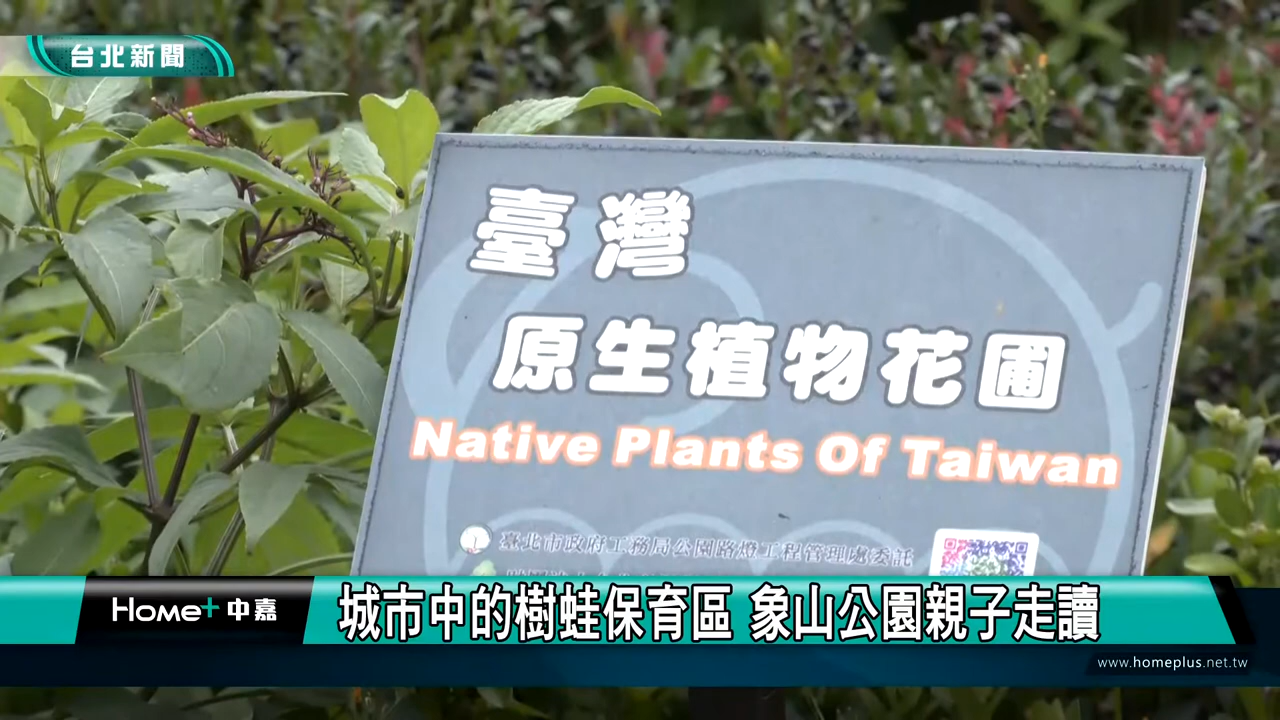 台北新聞
臺灣
原生植物花圃
Native Plants Of Taiwan
臺北市政府工務局公園路燈工程管理處委託
Home+ 中嘉
城市中的樹蛙保育區 象山公園親子走讀
www.homeplus.net.tw